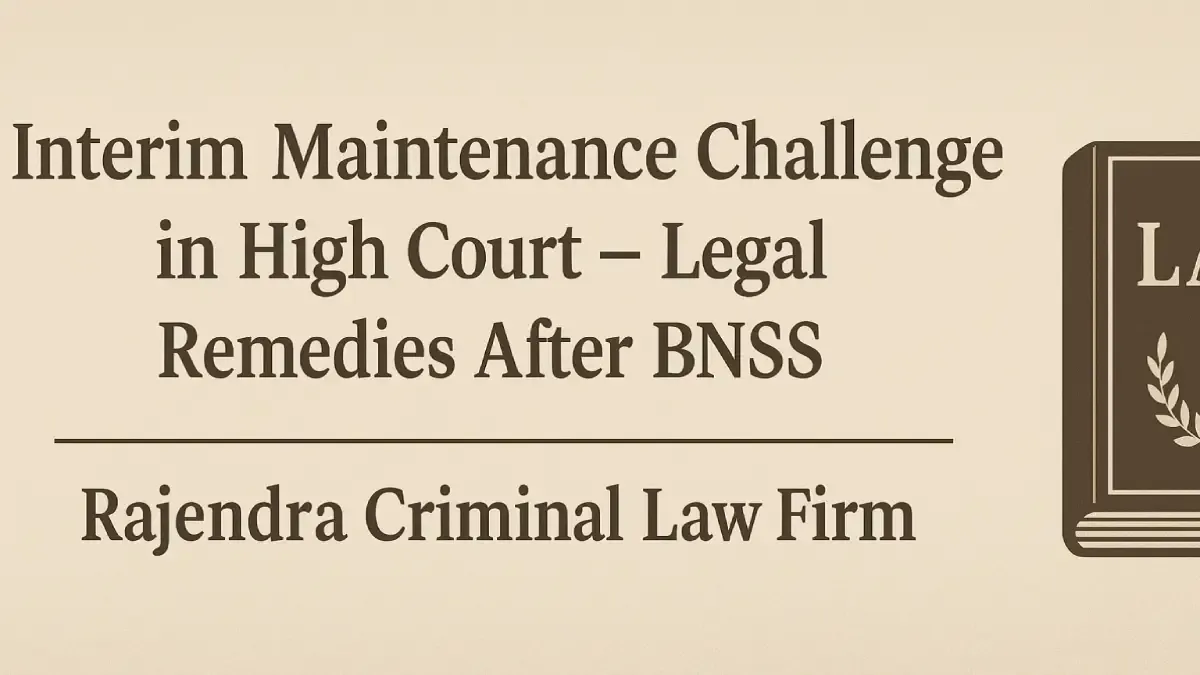 Interim Maintenance Challenge
in High Court – Legal
Remedies After BNSS
Rajendra Criminal Law Firm